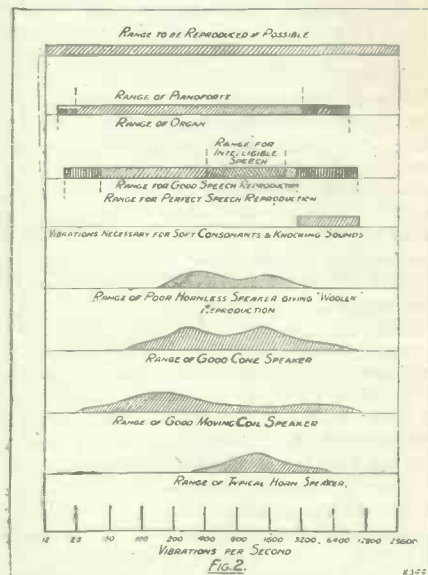 RANGE TO BE REPRODUCED IF POSSIBLE
RANGE OF PIANOFORTE
RANGE OF ORGAN
RANGE FOR
INTELLIGIBLE
SPEECH
RANGE FOR GOOD SPEECH REPRODUCTION
RANGE FOR PERFECT SPEECH REPRODUCTION
VIBRATIONS NECESSARY FOR SOFT CONSONANTS & KNOCKING SOUNDS
RANGE OF POOR HORNLESS SPEAKER GIVING "WOOLLY"
REPRODUCTION
RANGE OF GOOD CONE SPEAKER
RANGE OF GOOD MOVING COIL SPEAKER
RANGE OF TYPICAL HORN SPEAKER.
12 25 50 100 200 400 800 1600 3200 6400 12800 25600
VIBRATIONS PER SECOND
FIG. 2.